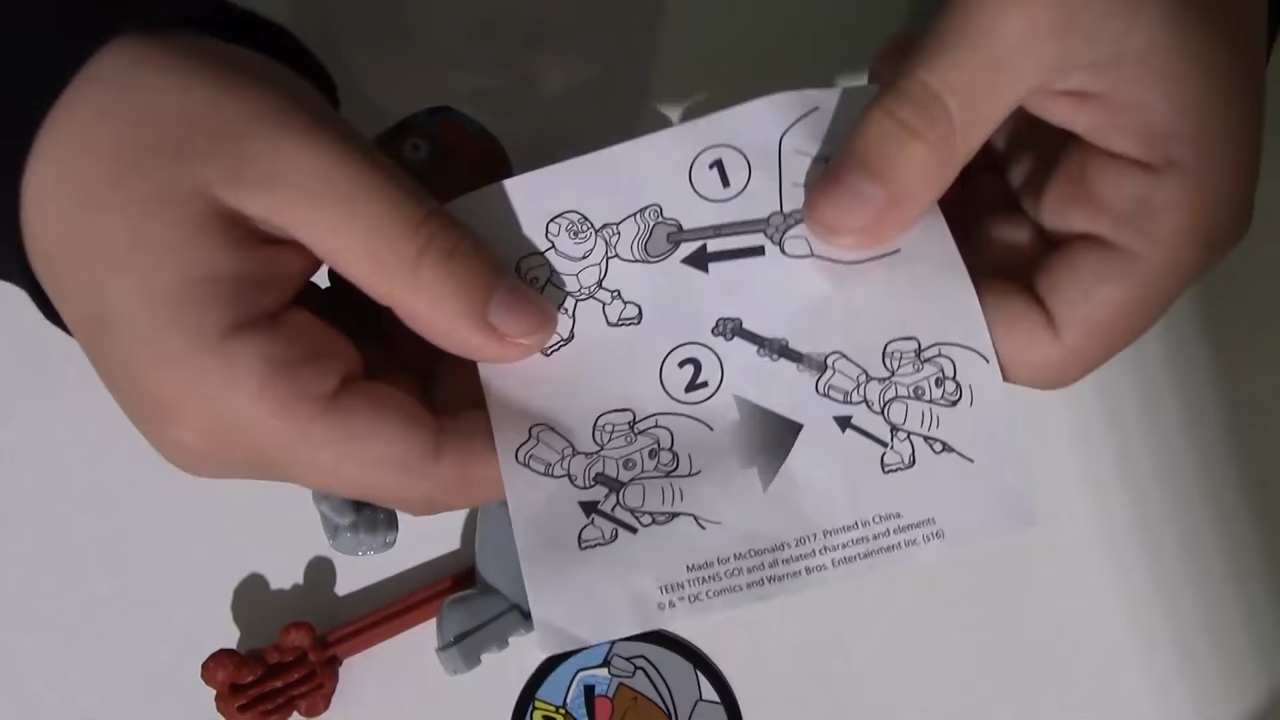 1
2
Made for McDonald's 2017. Printed in China.
TEEN TITANS GO! and all related characters and elements
© & ™ DC Comics and Warner Bros. Entertainment Inc. (s16)